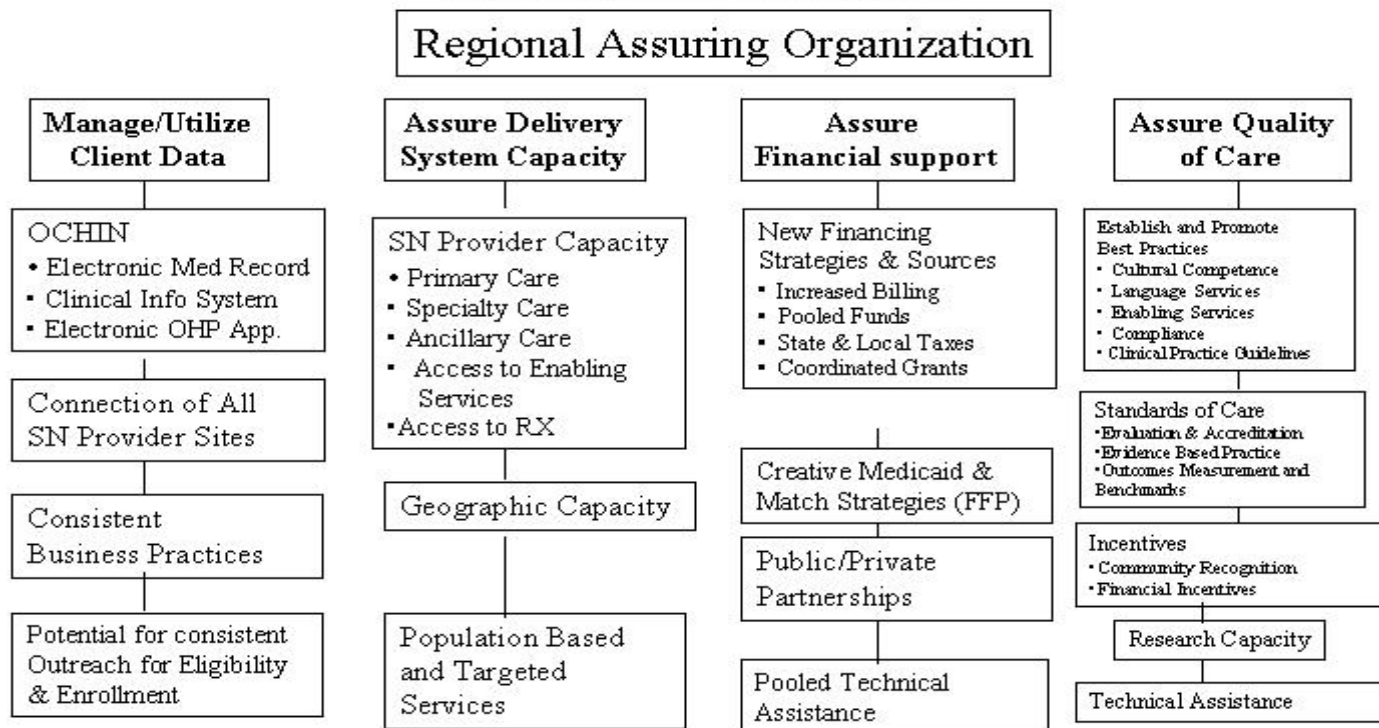 Regional Assuring Organization
Manage/Utilize
Client Data
OCHIN
• Electronic Med Record
• Clinical Info System
• Electronic OHP App.
Connection of All
SN Provider Sites
Consistent
Business Practices
Potential for consistent
Outreach for Eligibility
& Enrollment
Assure Delivery
System Capacity
SN Provider Capacity
• Primary Care
• Specialty Care
• Ancillary Care
• Access to Enabling
Services
•Access to RX
Geographic Capacity
Population Based
and Targeted
Services
Assure
Financial support
New Financing
Strategies & Sources
• Increased Billing
• Pooled Funds
• State & Local Taxes
• Coordinated Grants
Creative Medicaid &
Match Strategies (FFP)
Public/Private
Partnerships
Pooled Technical
Assistance
Assure Quality
of Care
Establish and Promote
Best Practices
• Cultural Competence
• Language Services
• Enabling Services
• Compliance
•Clinical Practice Guidelines
Standards of Care
•Evaluation & Accreditation
•Evidence Based Practice
•Outcomes Measurement and
Benchmarks
Incentives
• Community Recognition
• Financial Incentives
Research Capacity
Technical Assistance